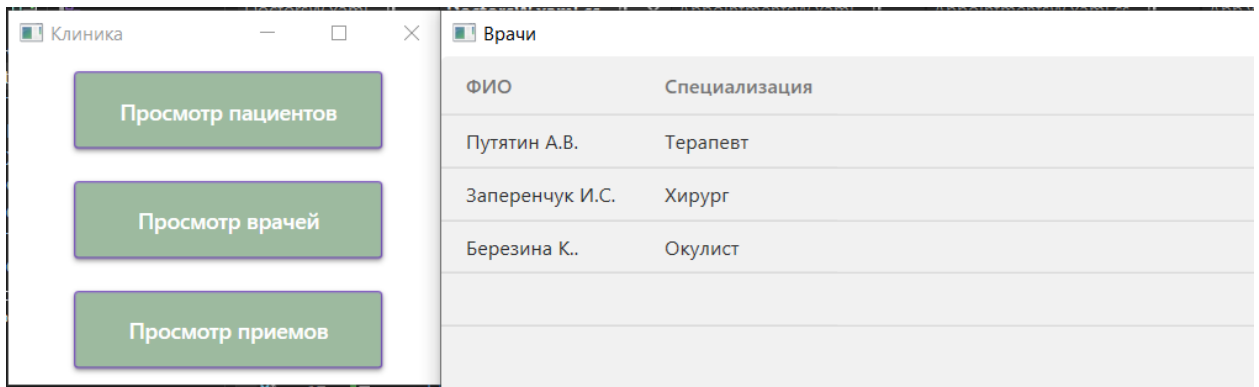 Клиника
Просмотр пациентов
Просмотр врачей
Просмотр приемов
Врачи
ФИО Специализация
Путятин А.В. Терапевт
Заперенчук И.С. Хирург
Березина К.. Окулист